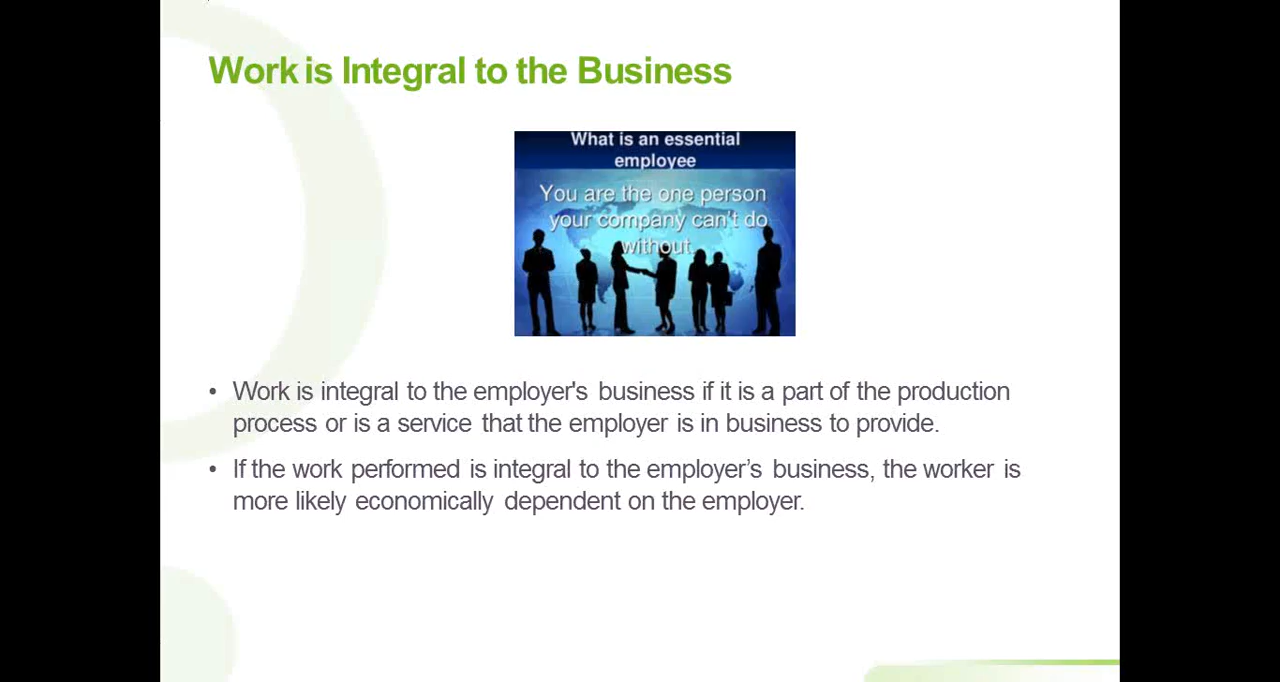 Work is Integral to the Business
What is an essential
employee
You are the one person
your company can't do
without.
• Work is integral to the employer's business if it is a part of the production
process or is a service that the employer is in business to provide.
• If the work performed is integral to the employer’s business, the worker is
more likely economically dependent on the employer.